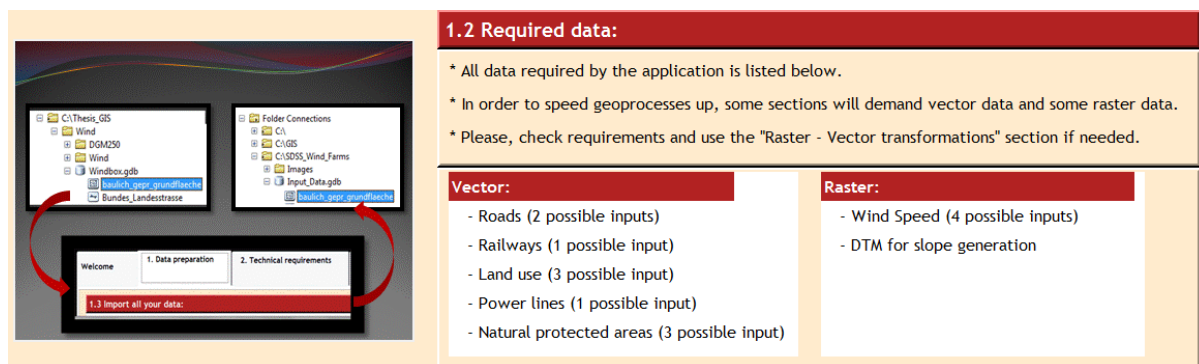 C:\Thesis_GIS
Wind
DGM250
Wind
Windbox.gdb
baulich_gepr_grundflaeche
Bundes_Landesstrasse
Folder Connections
C:\
C:\GIS
C:\SDSS_Wind_Farms
Images
Input_Data.gdb
baulich_gepr_grundflaeche
Welcome
1. Data preparation
2. Technical requirements
1.3 Import all your data:
1.2 Required data:
* All data required by the application is listed below.
* In order to speed geoprocesses up, some sections will demand vector data and some raster data.
* Please, check requirements and use the "Raster - Vector transformations" section if needed.
Vector:
- Roads (2 possible inputs)
- Railways (1 possible input)
- Land use (3 possible input)
- Power lines (1 possible input)
- Natural protected areas (3 possible input)
Raster:
- Wind Speed (4 possible inputs)
- DTM for slope generation